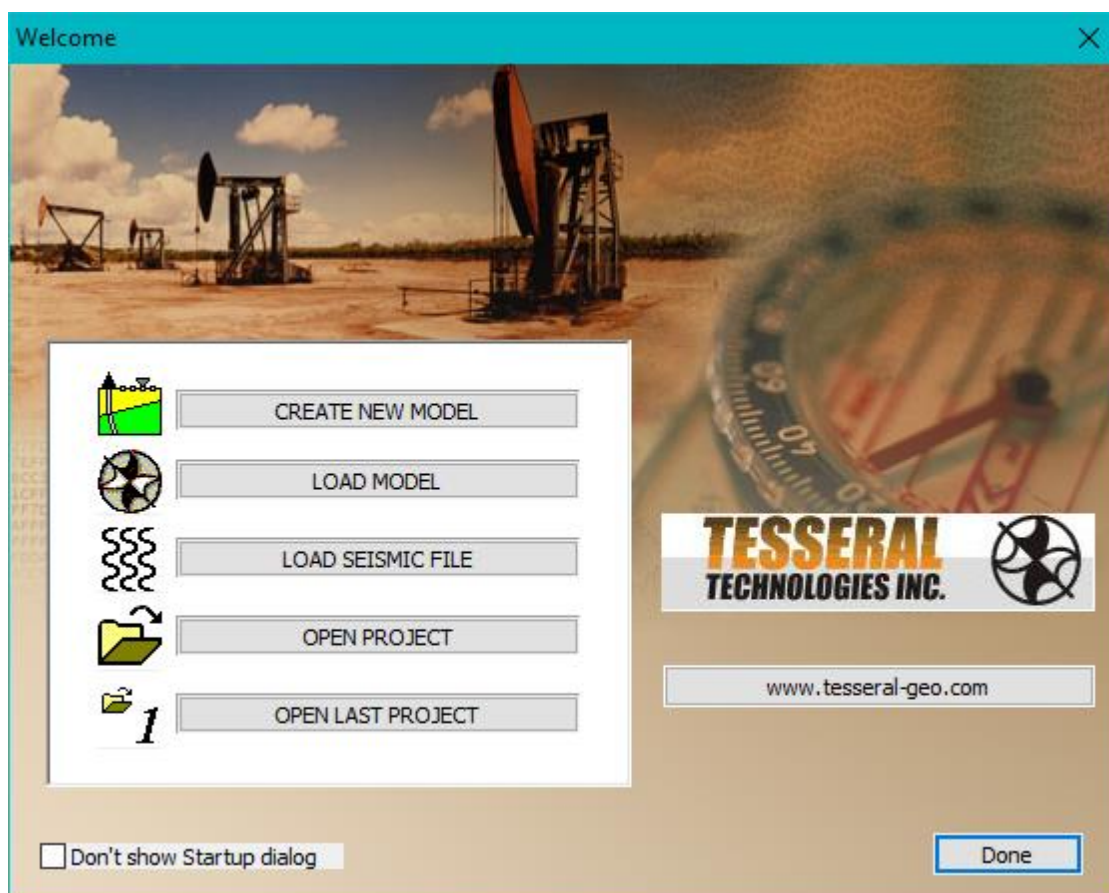 Welcome
CREATE NEW MODEL
LOAD MODEL
LOAD SEISMIC FILE
OPEN PROJECT
1
OPEN LAST PROJECT
TESSERAL
TECHNOLOGIES INC.
www.tesseral-geo.com
Don't show Startup dialog
Done